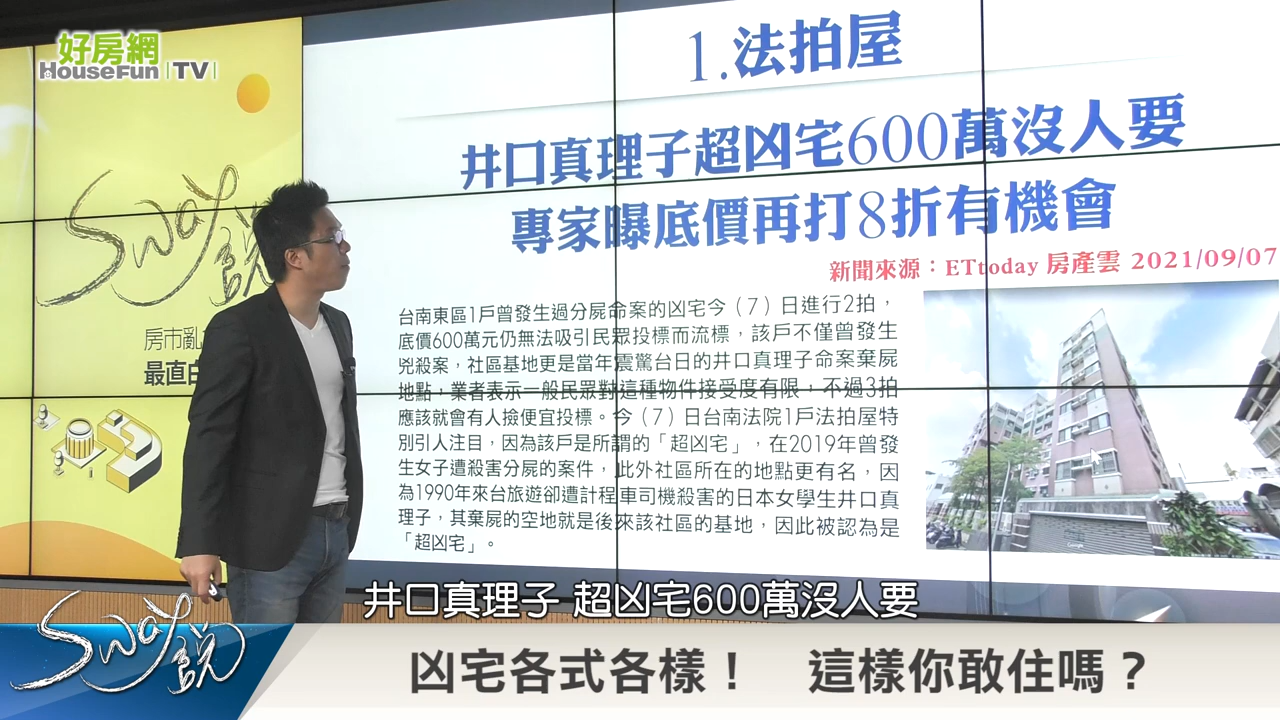 好房網
HouseFun TV
Sway說
房市亂
最直白
1.法拍屋
井口真理子超凶宅600萬沒人要
專家曝底價再打8折有機會
新聞來源：ETtoday 房產雲 2021/09/07
台南東區1戶曾發生過分屍命案的凶宅今（7）日進行2拍，
底價600萬元仍無法吸引民眾投標而流標，該戶不僅曾發生
兇殺案，社區基地更是當年震驚台日的井口真理子命案棄屍
地點，業者表示一般民眾對這種物件接受度有限，不過3拍
應該就會有人撿便宜投標。今（7）日台南法院1戶法拍屋特
別引人注目，因為該戶是所謂的「超凶宅」，在2019年曾發
生女子遭殺害分屍的案件，此外社區所在的地點更有名，因
為1990年來台旅遊卻遭計程車司機殺害的日本女學生井口真
理子，其棄屍的空地就是後來該社區的基地，因此被認為是
「超凶宅」。
Google
井口真理子 超凶宅600萬沒人要
Sway說
凶宅各式各樣！ 這樣你敢住嗎？